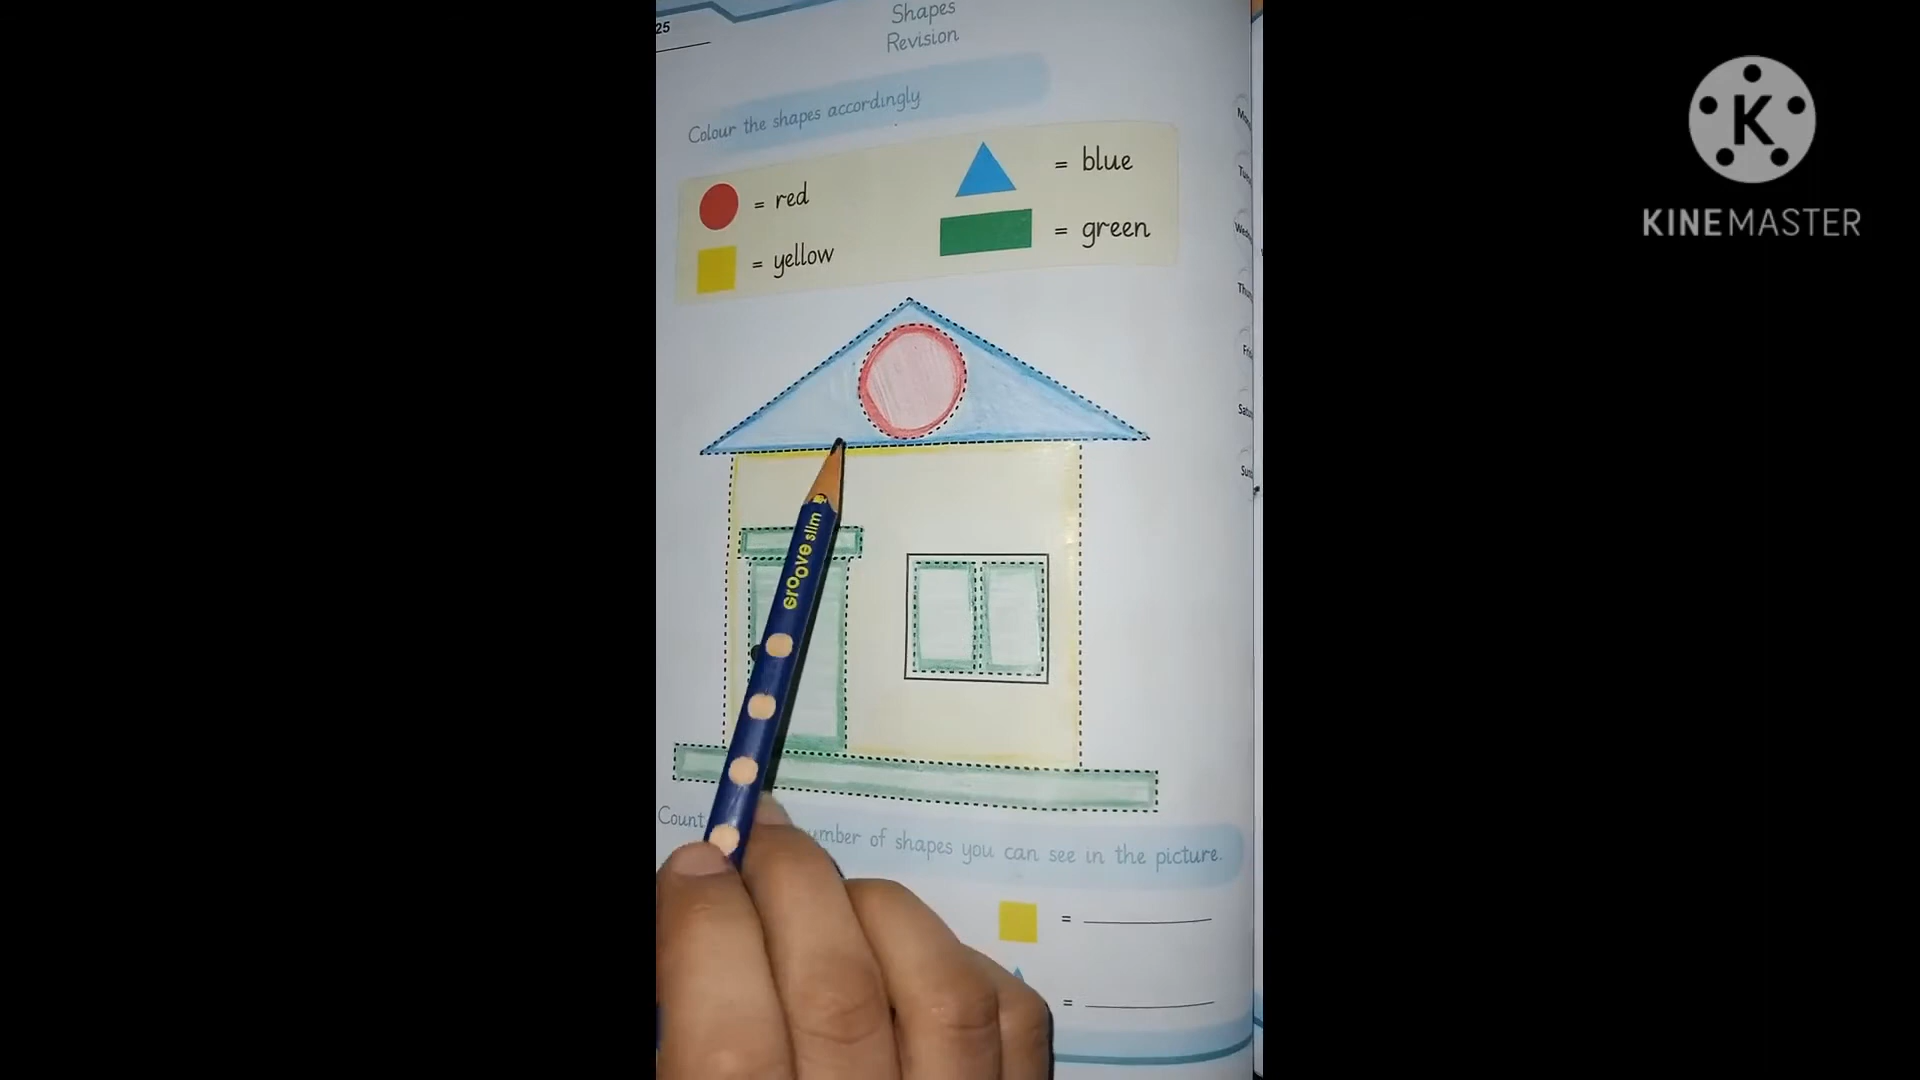 25
Shapes
Revision
Colour the shapes accordingly
= red
= blue
= yellow
= green
GROOVE slim
Count
number of shapes you can see in the picture.
=
=
K
KINEMASTER